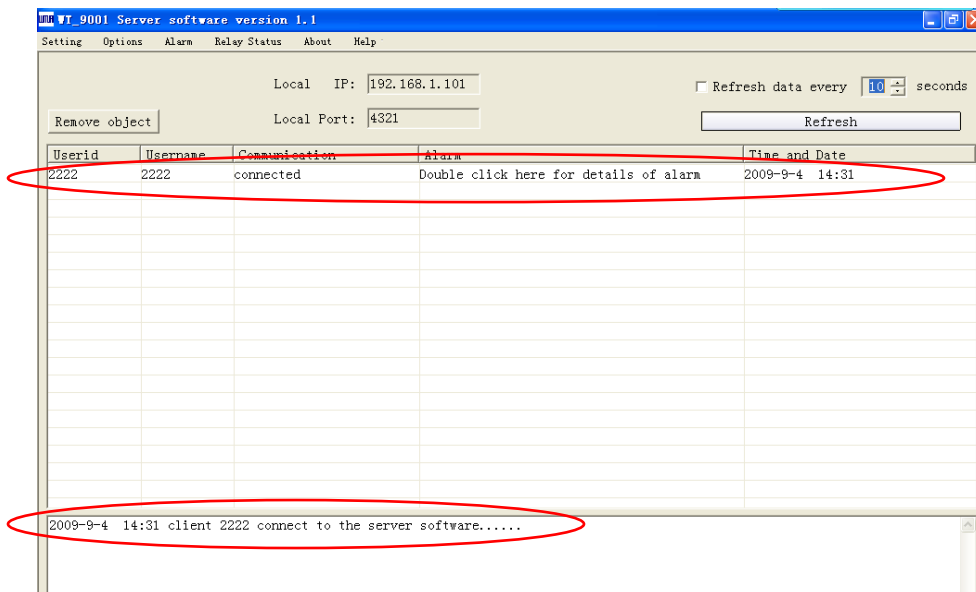 WT_9001 Server software version 1.1
Setting Options Alarm Relay Status About Help
Local IP: 192.168.1.101
Refresh data every 10 seconds
Remove object
Local Port: 4321
Refresh
Userid Username Communication Alarm Time and Date
2222 2222 connected Double click here for details of alarm 2009-9-4 14:31
2009-9-4 14:31 client 2222 connect to the server software......